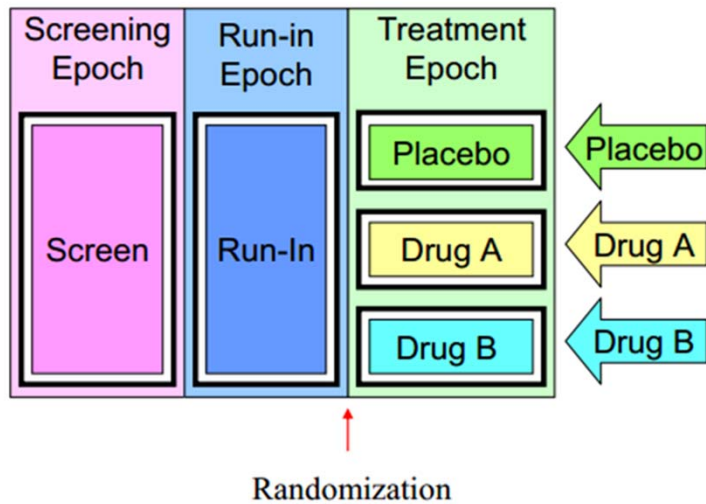 Screening
Epoch
Run-in
Epoch
Treatment
Epoch
Screen
Run-In
Placebo
Drug A
Drug B
Placebo
Drug A
Drug B
Randomization